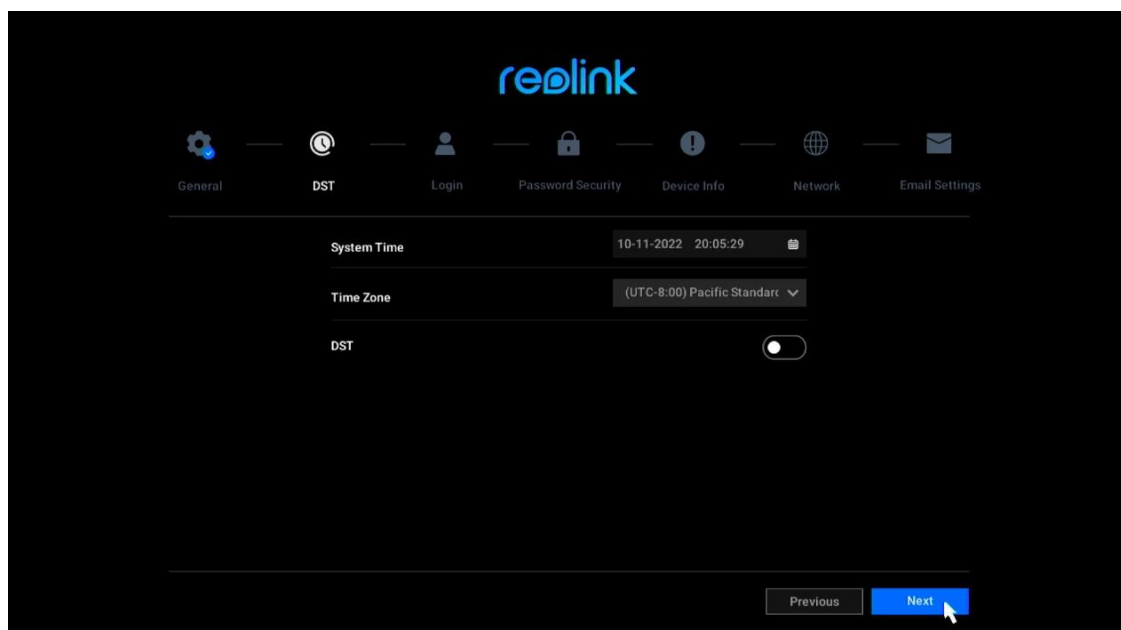 reolink
General
DST
Login
Password Security
Device Info
Network
Email Settings
System Time
10-11-2022 20:05:29
Time Zone
(UTC-8:00) Pacific Standarc
DST
Previous
Next